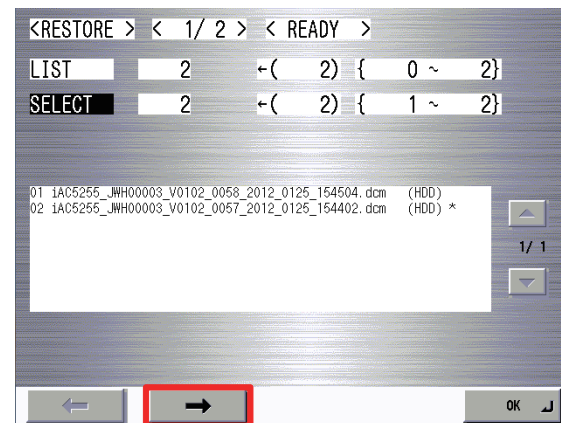 <RESTORE > < 1/ 2 > < READY >
LIST 2 ←( 2) { 0 ~ 2}
SELECT 2 ←( 2) { 1 ~ 2}
01 iAC5255_JWH00003_V0102_0058_2012_0125_154504.dcm (HDD)
02 iAC5255_JWH00003_V0102_0057_2012_0125_154402.dcm (HDD) *
1/ 1
OK